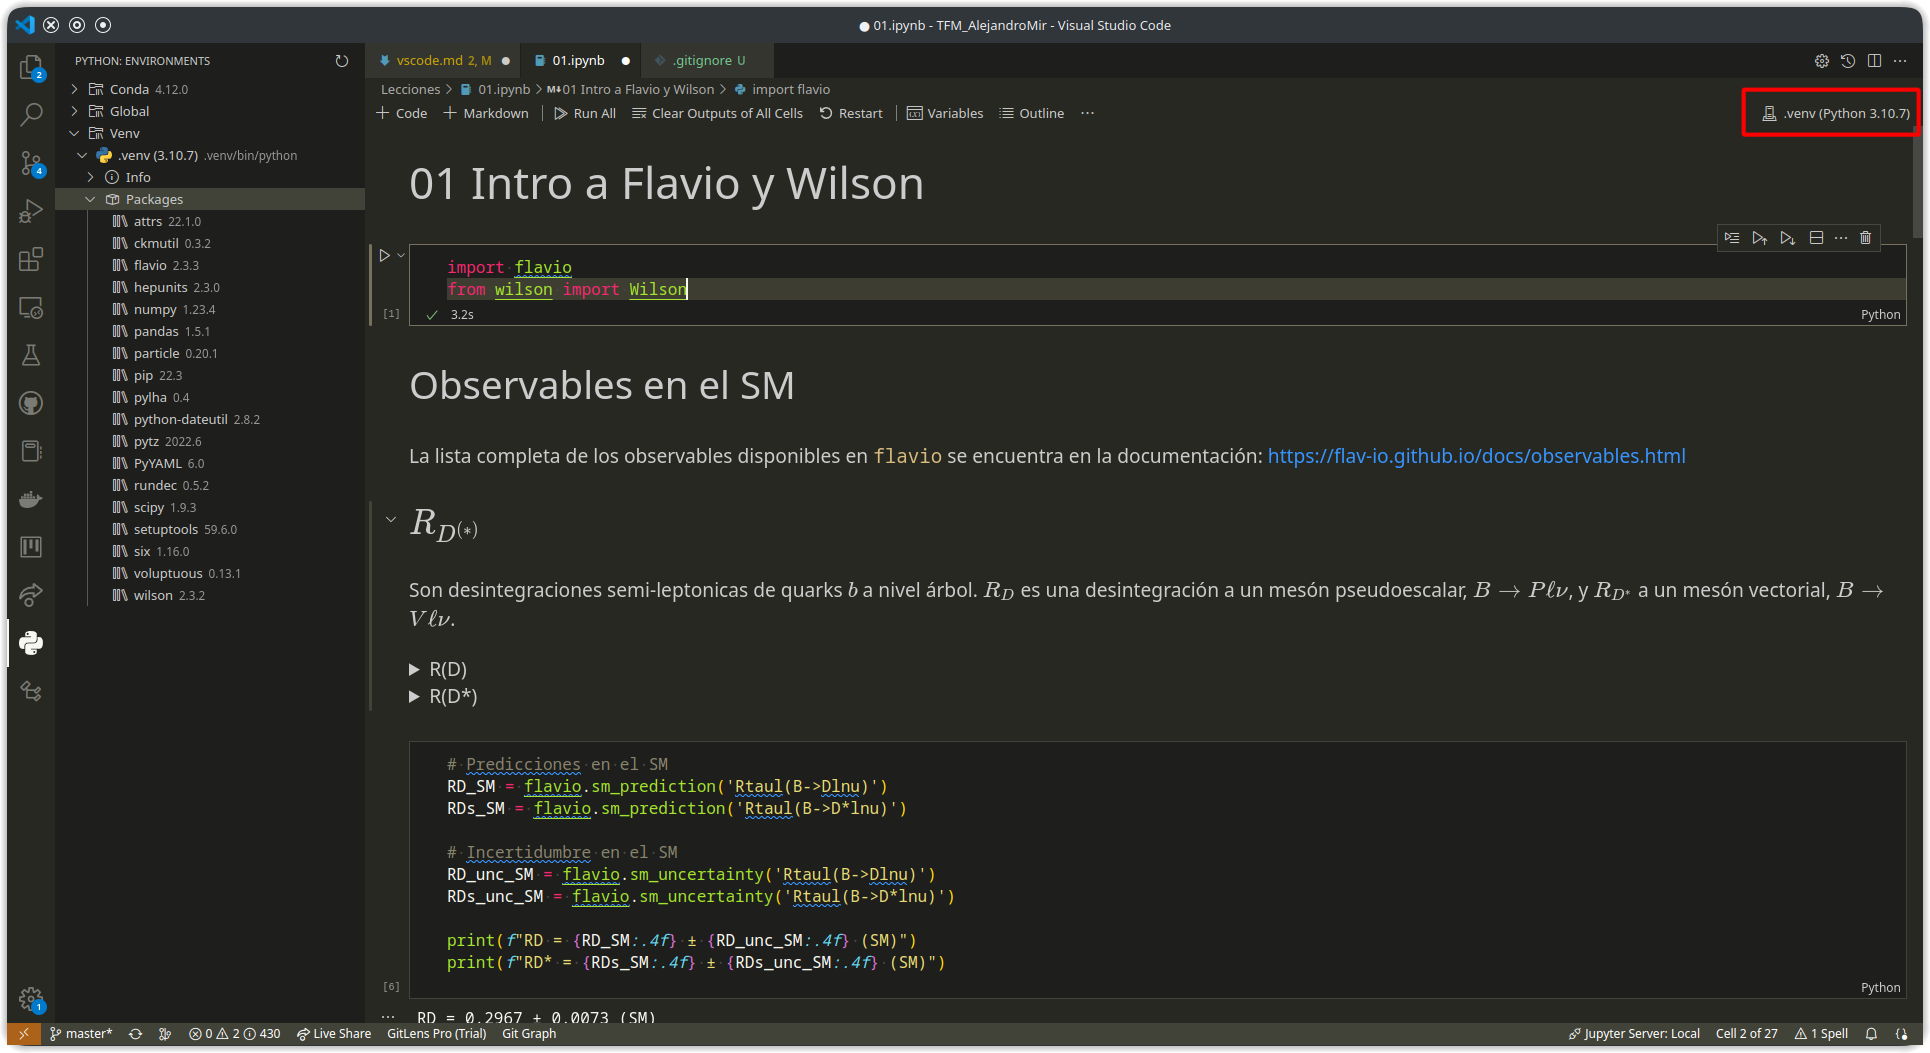 01.ipynb - TFM_AlejandroMir - Visual Studio Code
PYTHON: ENVIRONMENTS
Conda 4.12.0
Global
Venv
.venv (3.10.7) .venv/bin/python
Info
Packages
attrs 22.1.0
ckmutil 0.3.2
flavio 2.3.3
hepunits 2.3.0
numpy 1.23.4
pandas 1.5.1
particle 0.20.1
pip 22.3
pylha 0.4
python-dateutil 2.8.2
pytz 2022.6
PyYAML 6.0
rundec 0.5.2
scipy 1.9.3
setuptools 59.6.0
six 1.16.0
voluptuous 0.13.1
wilson 2.3.2
2
4
1
vscode.md 2, M
01.ipynb
.gitignore U
Lecciones > 01.ipynb > M↓01 Intro a Flavio y Wilson > import flavio
+ Code + Markdown Run All Clear Outputs of All Cells Restart Variables Outline ...
.venv (Python 3.10.7)
01 Intro a Flavio y Wilson
import flavio
from wilson import Wilson
[1] ✓ 3.2s Python
Observables en el SM
La lista completa de los observables disponibles en flavio se encuentra en la documentación: https://flav-io.github.io/docs/observables.html
R_{D^{(*)}}
Son desintegraciones semi-leptonicas de quarks b a nivel árbol. R_D es una desintegración a un mesón pseudoescalar, B → Pℓν, y R_{D*} a un mesón vectorial, B →
Vℓν.
R(D)
R(D*)
# Predicciones en el SM
RD_SM = flavio.sm_prediction('Rtaul(B->Dlnu)')
RDs_SM = flavio.sm_prediction('Rtaul(B->D*lnu)')
# Incertidumbre en el SM
RD_unc_SM = flavio.sm_uncertainty('Rtaul(B->Dlnu)')
RDs_unc_SM = flavio.sm_uncertainty('Rtaul(B->D*lnu)')
print(f"RD = {RD_SM:.4f} ± {RD_unc_SM:.4f} (SM)")
print(f"RD* = {RDs_SM:.4f} ± {RDs_unc_SM:.4f} (SM)")
[6] Python
... RD = 0.2967 ± 0.0073 (SM)
master* 0 2 430 Live Share GitLens Pro (Trial) Git Graph Jupyter Server: Local Cell 2 of 27 1 Spell